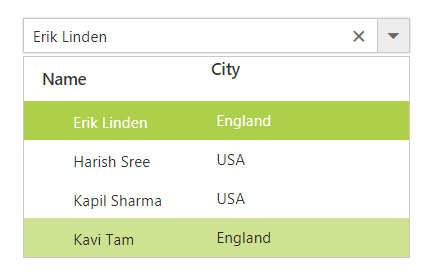 Erik Linden
Name City
Erik Linden England
Harish Sree USA
Kapil Sharma USA
Kavi Tam England